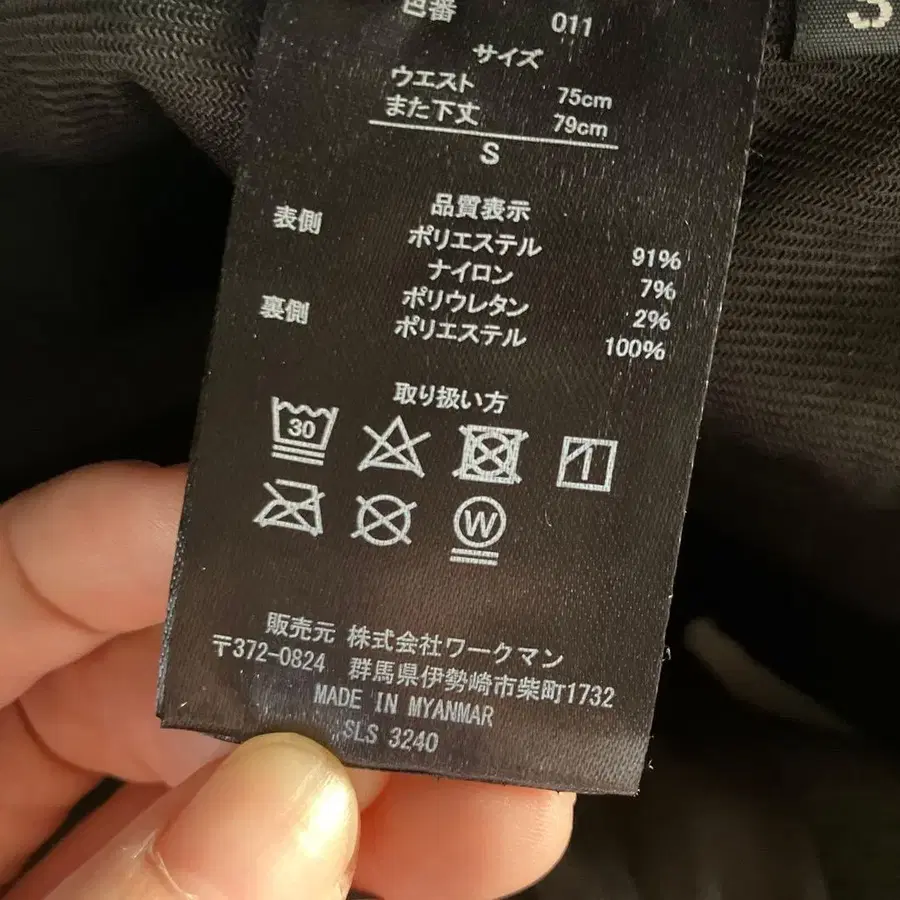 色番 011
サイズ
ウエスト 75cm
また下丈 79cm
S
品質表示
表側 ポリエステル 91%
ナイロン 7%
ポリウレタン 2%
裏側 ポリエステル 100%
取り扱い方
30
W
販売元 株式会社ワークマン
〒372-0824 群馬県伊勢崎市柴町1732
MADE IN MYANMAR
SLS 3240
S